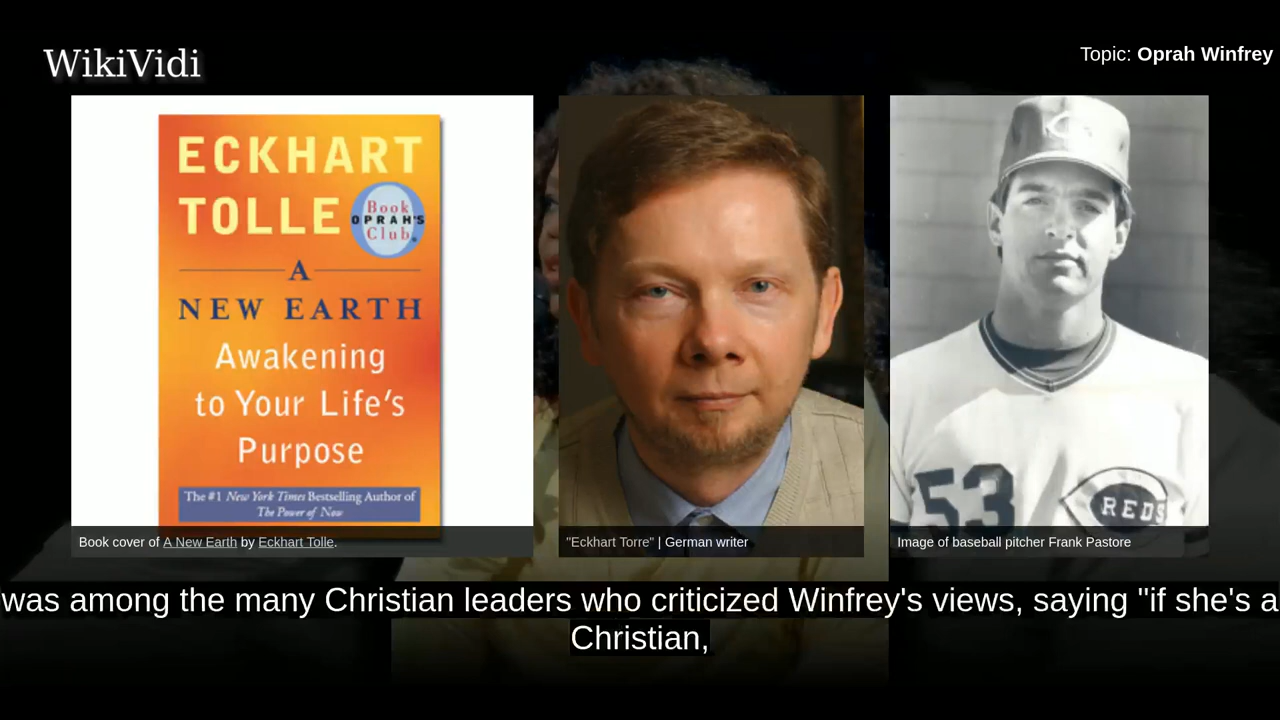 WikiVidi
Topic: Oprah Winfrey
ECKHART
TOLLE
Book
OPRAH'S
Club
A
NEW EARTH
Awakening
to Your Life's
Purpose
The #1 New York Times Bestselling Author of
The Power of Now
Book cover of A New Earth by Eckhart Tolle.
"Eckhart Torre" | German writer
C
53
REDS
Image of baseball pitcher Frank Pastore
was among the many Christian leaders who criticized Winfrey's views, saying "if she's a
Christian,